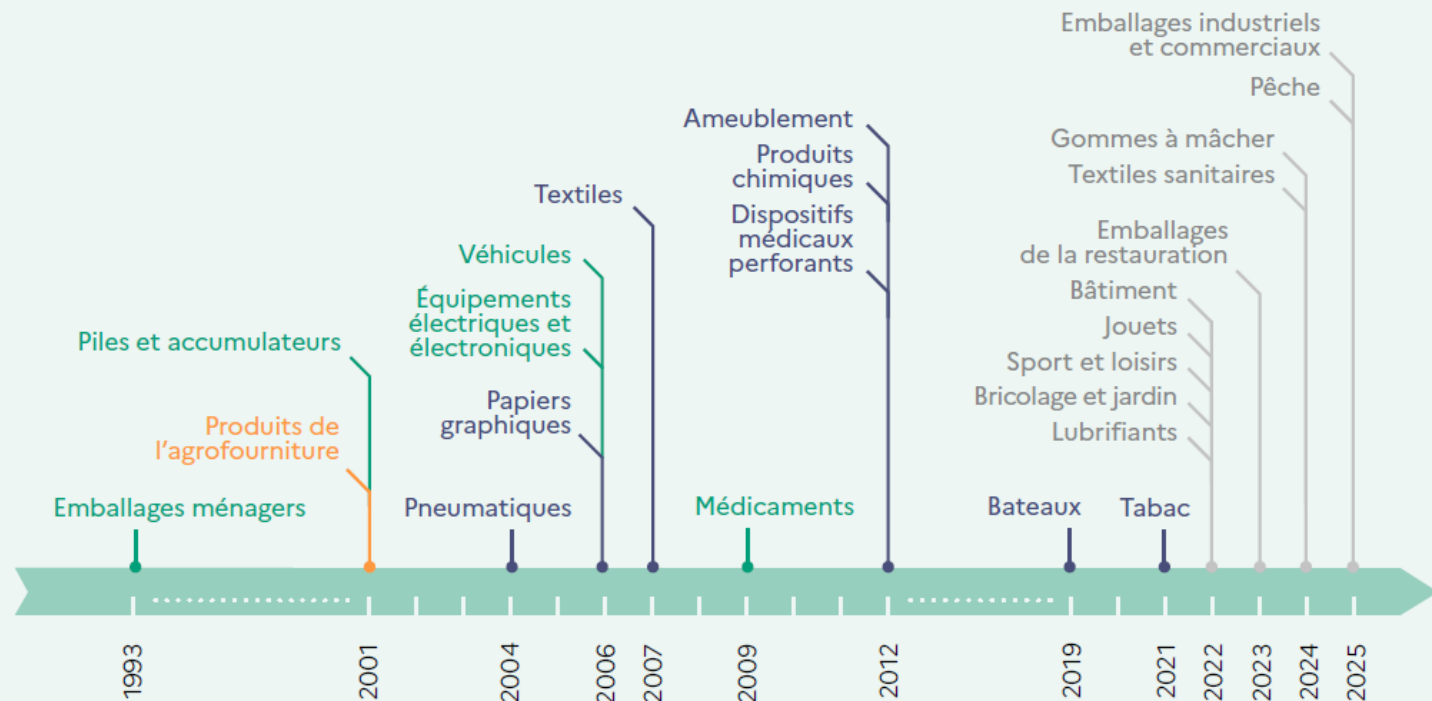 Emballages industriels
et commerciaux
Pêche
Ameublement
Gommes à mâcher
Produits
chimiques
Textiles sanitaires
Textiles
Dispositifs
médicaux
perforants
Emballages
de la restauration
Véhicules
Bâtiment
Équipements
électriques et
électroniques
Jouets
Piles et accumulateurs
Sport et loisirs
Bricolage et jardin
Papiers
graphiques
Produits de
l'agrofourniture
Lubrifiants
Emballages ménagers
Pneumatiques
Médicaments
Bateaux
Tabac
1993
2001
2004
2006
2007
2009
2012
2019
2021
2022
2023
2024
2025